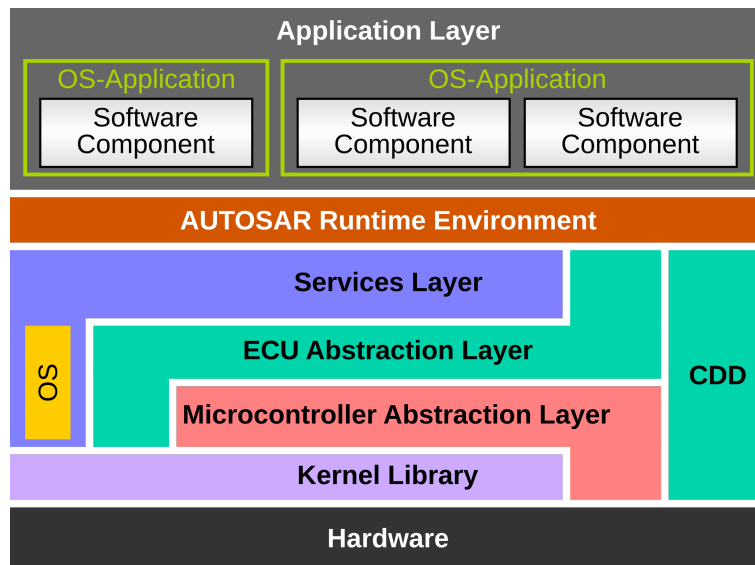 Application Layer
OS-Application
Software
Component
OS-Application
Software
Component
Software
Component
AUTOSAR Runtime Environment
Services Layer
OS
ECU Abstraction Layer
CDD
Microcontroller Abstraction Layer
Kernel Library
Hardware